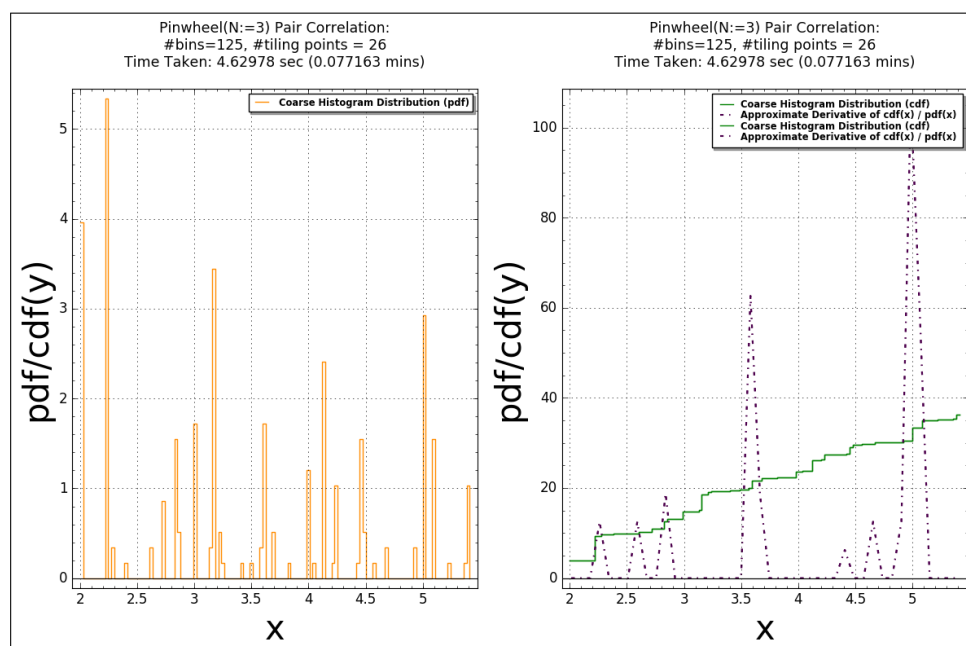 Pinwheel(N:=3) Pair Correlation:
#bins=125, #tiling points = 26
Time Taken: 4.62978 sec (0.077163 mins)
Coarse Histogram Distribution (pdf)
pdf/cdf(y)
5
4
3
2
1
0
2
2.5
3
3.5
4
4.5
5
x
Pinwheel(N:=3) Pair Correlation:
#bins=125, #tiling points = 26
Time Taken: 4.62978 sec (0.077163 mins)
Coarse Histogram Distribution (cdf)
Approximate Derivative of cdf(x) / pdf(x)
Coarse Histogram Distribution (cdf)
Approximate Derivative of cdf(x) / pdf(x)
pdf/cdf(y)
100
80
60
40
20
0
2
2.5
3
3.5
4
4.5
5
x